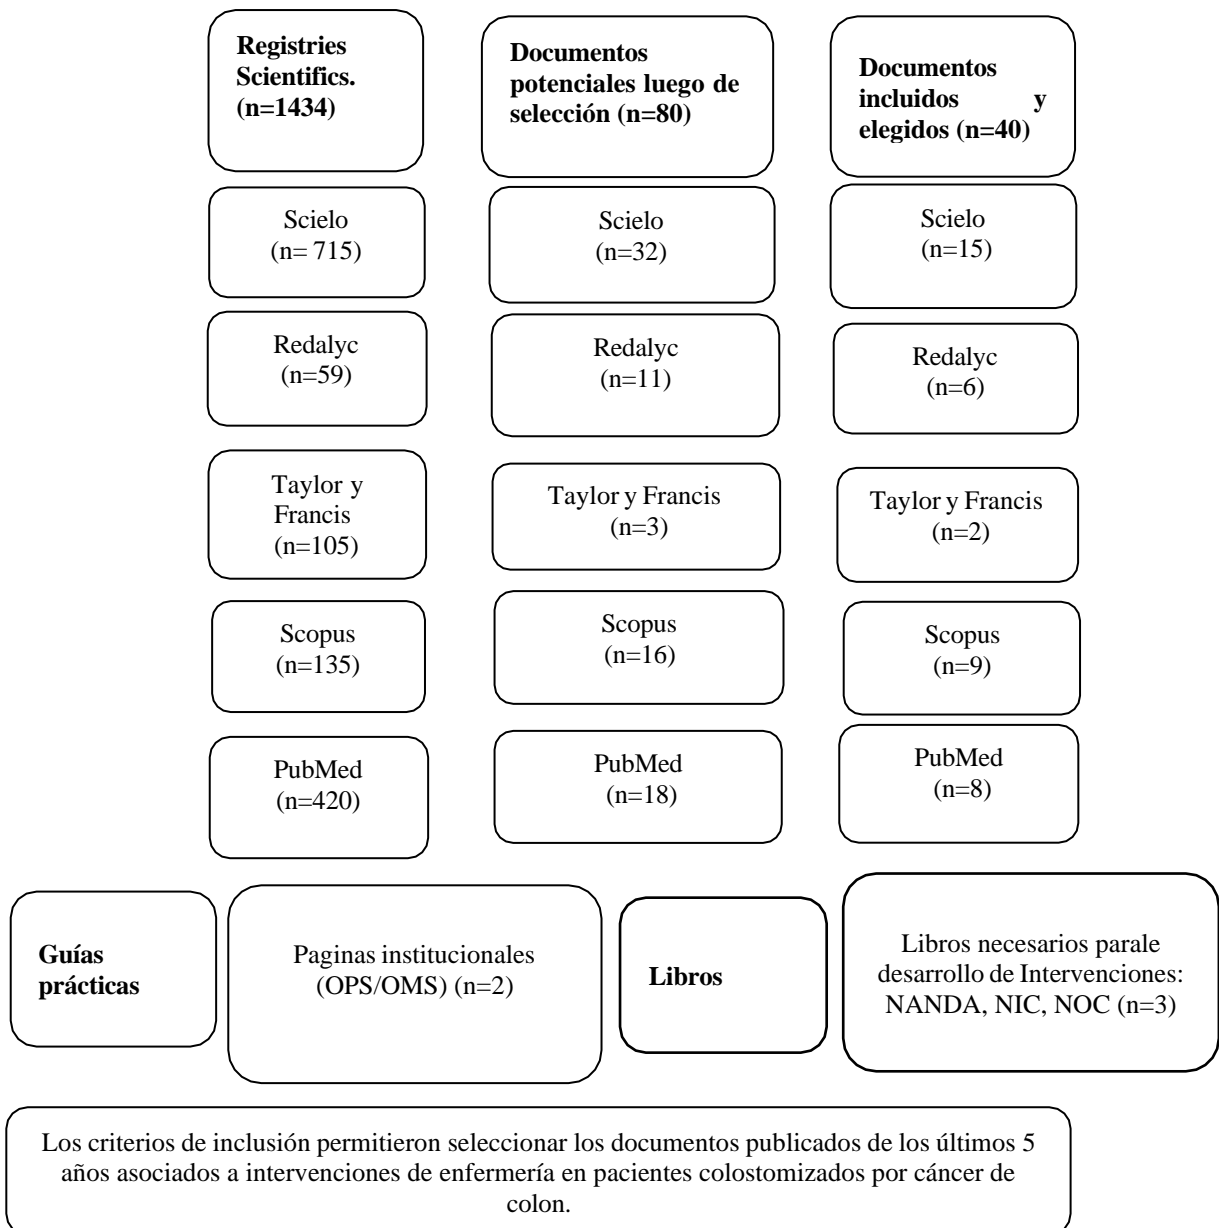 Registries
Scientifics.
(n=1434)
Documentos
potenciales luego de
selección (n=80)
Documentos
incluidos y
elegidos (n=40)
Scielo
(n= 715)
Scielo
(n=32)
Scielo
(n=15)
Redalyc
(n=59)
Redalyc
(n=11)
Redalyc
(n=6)
Taylor y
Francis
(n=105)
Taylor y Francis
(n=3)
Taylor y Francis
(n=2)
Scopus
(n=135)
Scopus
(n=16)
Scopus
(n=9)
PubMed
(n=420)
PubMed
(n=18)
PubMed
(n=8)
Guías
prácticas
Paginas institucionales
(OPS/OMS) (n=2)
Libros
Libros necesarios parale
desarrollo de Intervenciones:
NANDA, NIC, NOC (n=3)
Los criterios de inclusión permitieron seleccionar los documentos publicados de los últimos 5
años asociados a intervenciones de enfermería en pacientes colostomizados por cáncer de
colon.